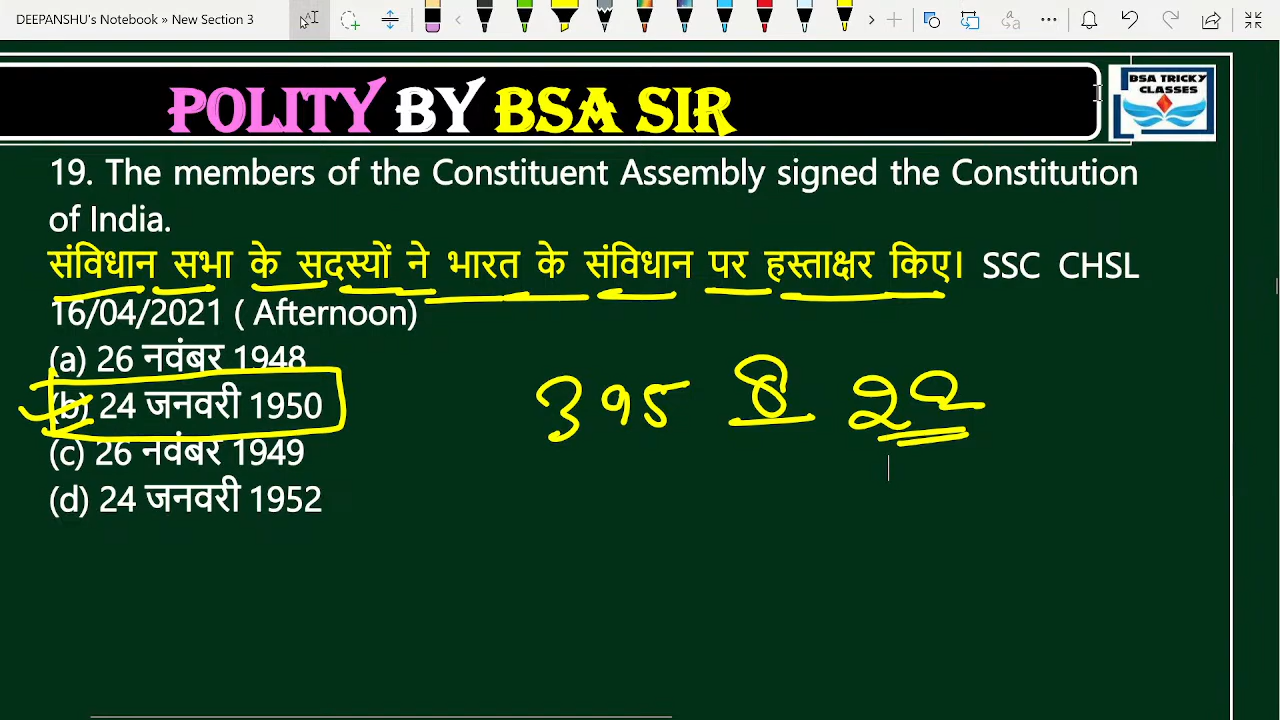 DEEPANSHU's Notebook » New Section 3
POLITY BY BSA SIR
BSA TRICKY
CLASSES
19. The members of the Constituent Assembly signed the Constitution
of India.
संविधान सभा के सदस्यों ने भारत के संविधान पर हस्ताक्षर किए। SSC CHSL
16/04/2021 ( Afternoon)
(a) 26 नवंबर 1948
(b) 24 जनवरी 1950
395 8 22
(c) 26 नवंबर 1949
(d) 24 जनवरी 1952